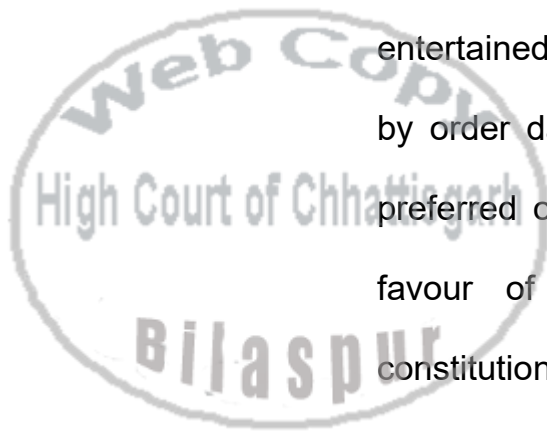 entertained
by order d
preferred c
favour of
constitution
Web Copy
High Court of Chhattisgarh
Bilaspur